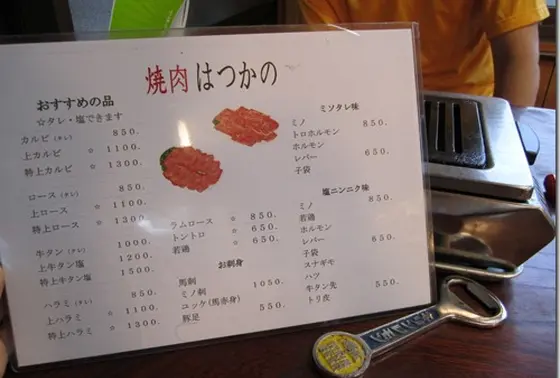 焼肉 はつかの
おすすめの品
☆タレ・塩できます
カルビ (タレ) 850.
上カルビ ☆ 1100.
特上カルビ ☆ 1300.
ロース (タレ) 850.
上ロース ☆ 1100.
特上ロース ☆ 1300
牛タン (タレ) 1000.
上牛タン塩 1200.
特上牛タン塩 1500.
ハラミ (タレ) 850.
上ハラミ ☆ 1100.
特上ハラミ ☆ 1300.
ラムロース ☆ 850.
トントロ ☆ 650.
若鶏 ☆ 650.
お刺身
馬刺 1050.
ミノ刺 850.
ユッケ(馬赤身)
豚足 550.
ミソタレ味
ミノ 850.
トロホルモン
ホルモン
レバー 650.
子袋
塩ニンニク味
ミノ 850.
若鶏
ホルモン
レバー 650.
子袋
スナギモ
ハツ
牛タン先 550.
トリ皮